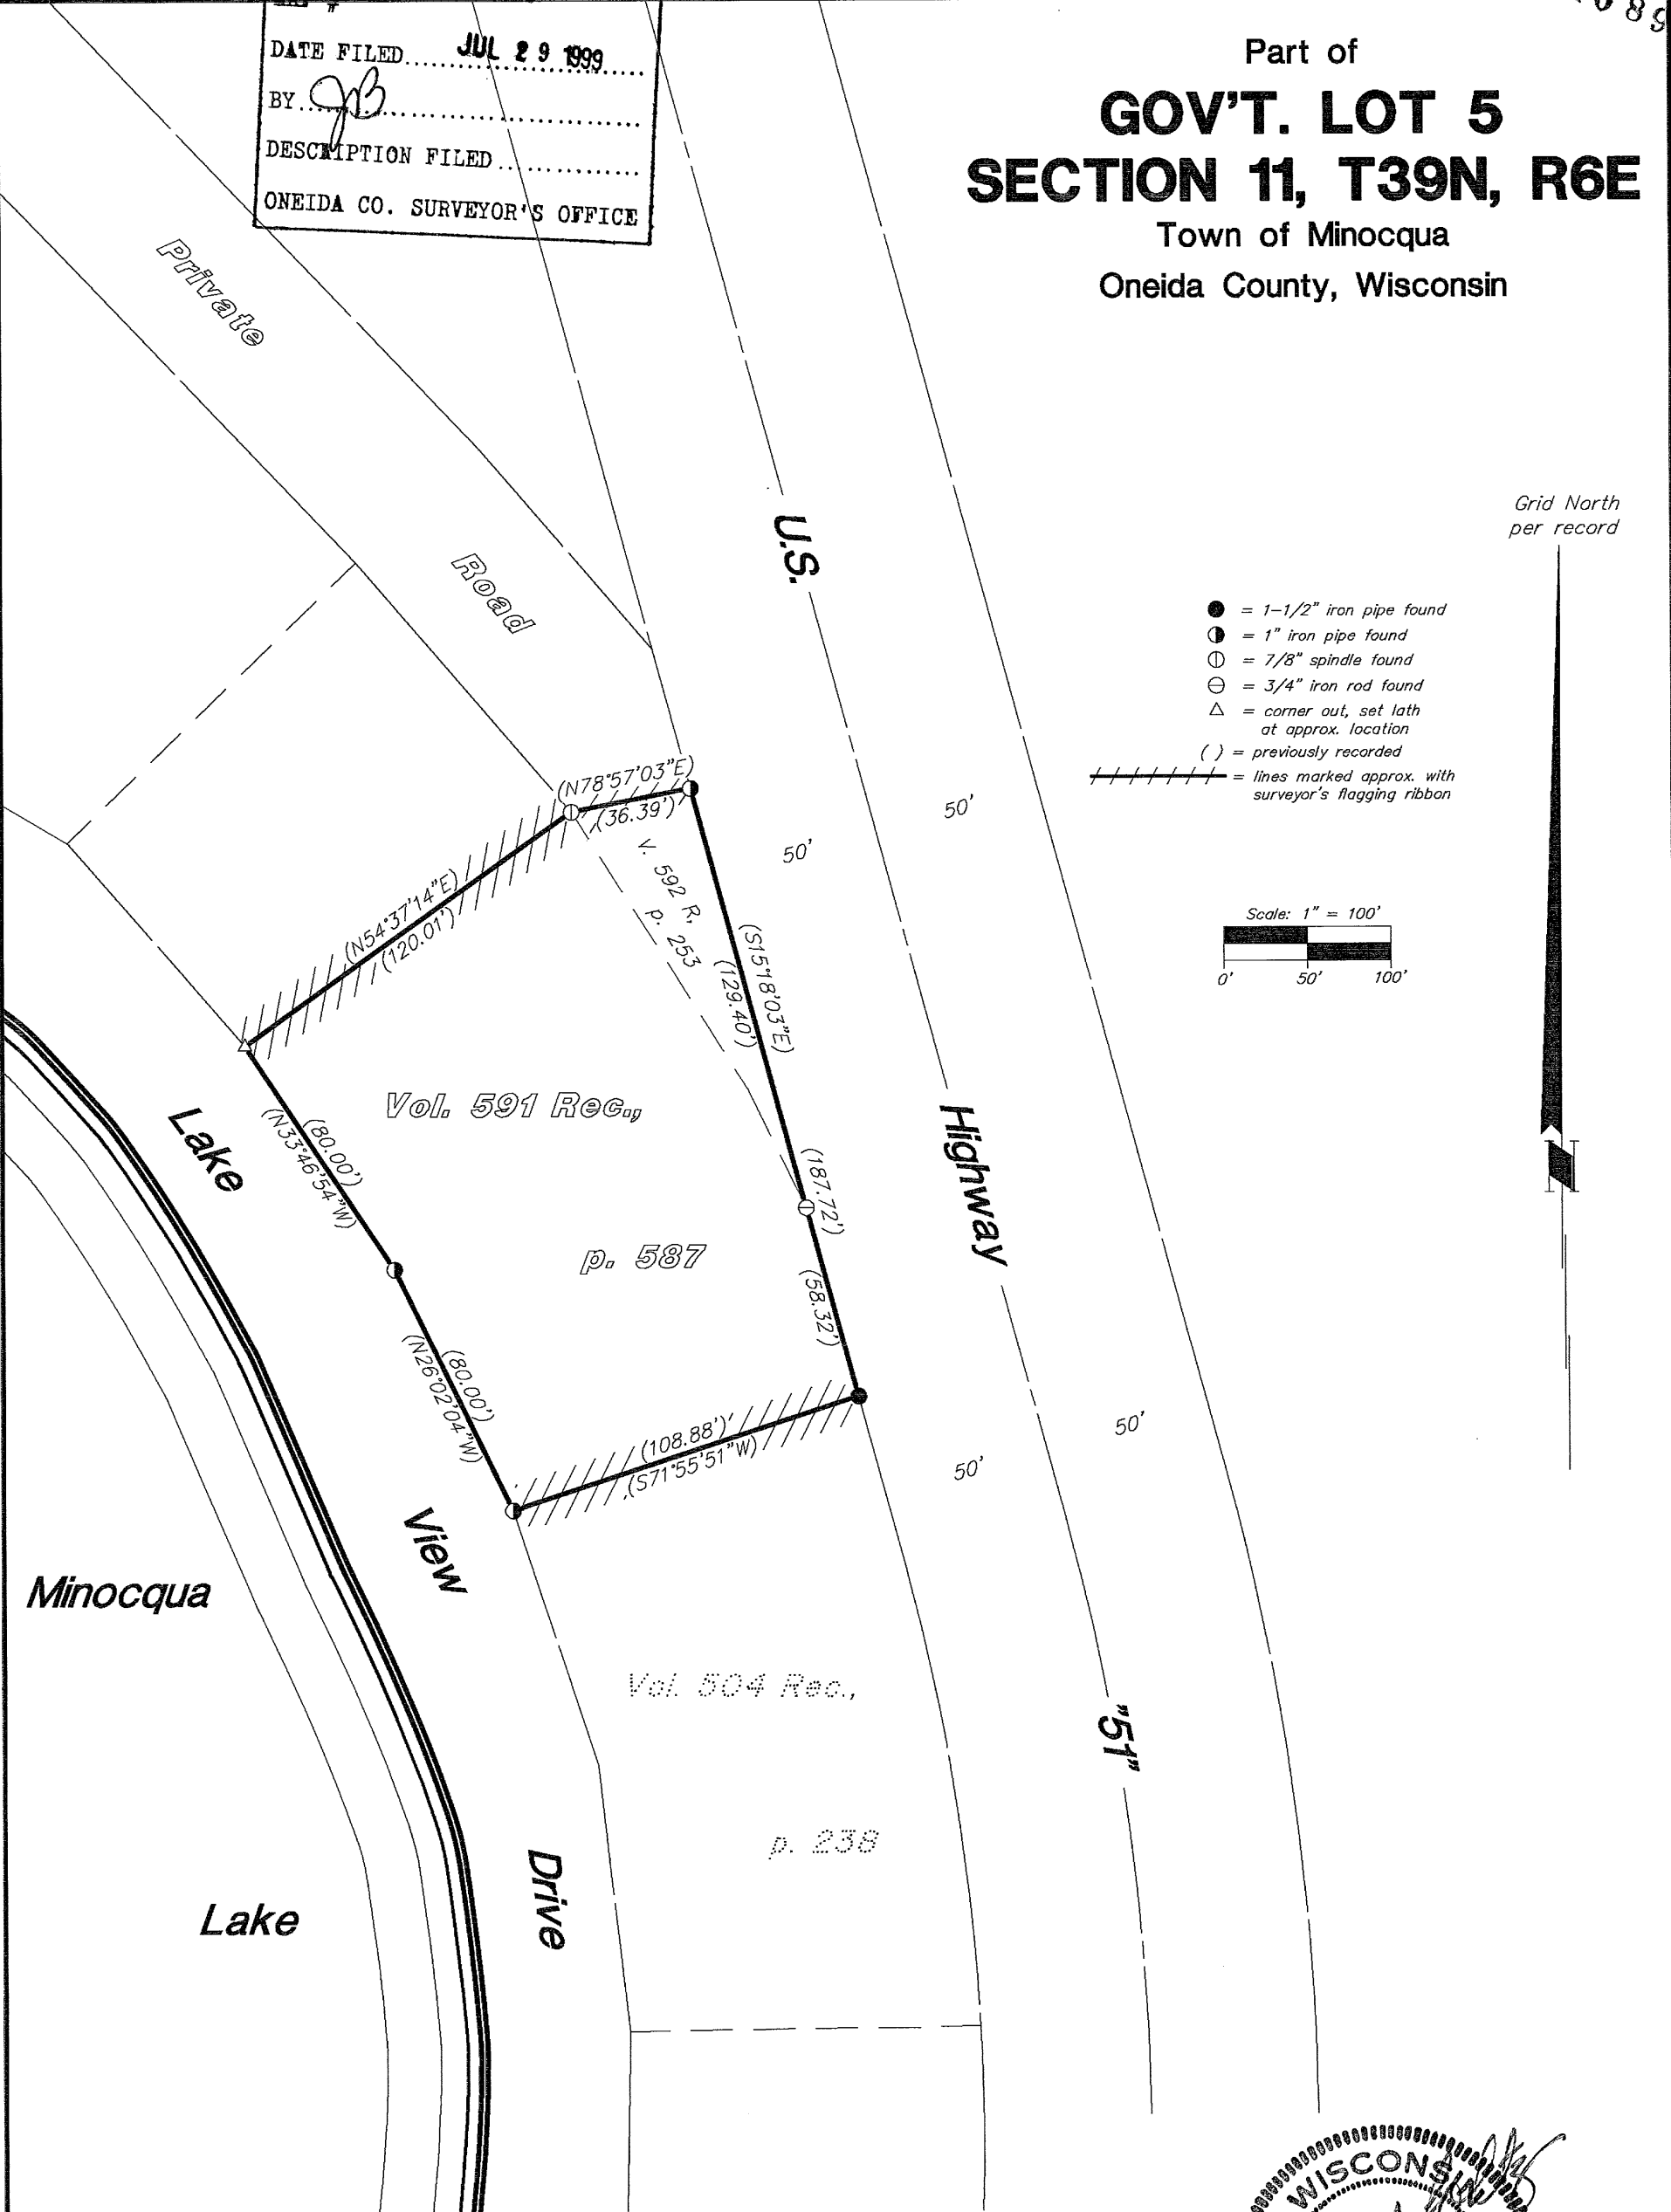 DATE FILED JUL 29 1999
BY JB
DESCRIPTION FILED
ONEIDA CO. SURVEYOR'S OFFICE
Part of
GOV'T. LOT 5
SECTION 11, T39N, R6E
Town of Minocqua
Oneida County, Wisconsin
Private
Road
U.S.
Highway
"51"
Grid North
per record
N
= 1-1/2" iron pipe found
= 1" iron pipe found
= 7/8" spindle found
= 3/4" iron rod found
= corner out, set lath
at approx. location
( ) = previously recorded
= lines marked approx. with
surveyor's flagging ribbon
Scale: 1" = 100'
0' 50' 100'
(N78°57'03"E)
(36.39')
50'
50'
V. 592 R,
p. 253
(N54°37'14"E)
(120.01')
(S15°18'03"E)
(129.40')
Vol. 591 Rec.,
p. 587
(80.00')
(N33°46'54"W)
(187.72')
(58.32')
(80.00')
(N26°02'04"W)
(108.88')
(S71°55'51"W)
50'
50'
Lake
View
Drive
Minocqua
Lake
Vol. 504 Rec.,
p. 238
WISCONSIN